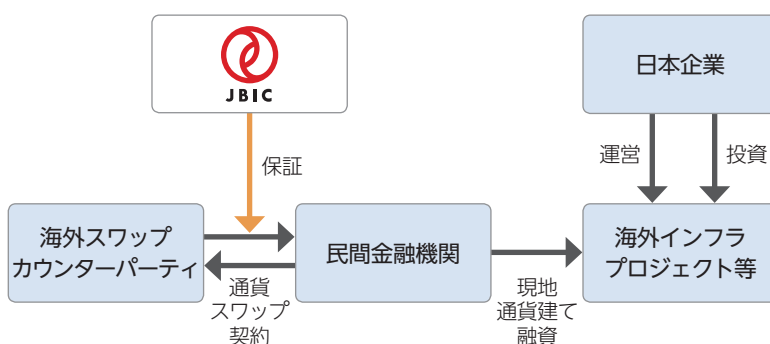 JBIC
日本企業
保証
運営
投資
海外スワップ
カウンターパーティ
民間金融機関
海外インフラ
プロジェクト等
通貨
スワップ
契約
現地
通貨建て
融資